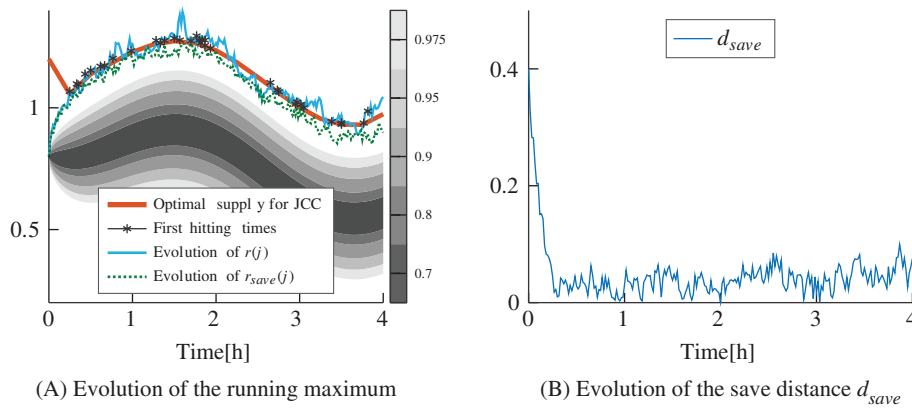 1
0.5
0
1
2
3
4
Time[h]
0.975
0.95
0.9
0.8
0.7
Optimal suppl y for JCC
First hitting times
Evolution of r(j)
Evolution of r_save(j)
(A) Evolution of the running maximum
d_save
0.4
0.2
0
0
1
2
3
4
Time[h]
(B) Evolution of the save distance d_save